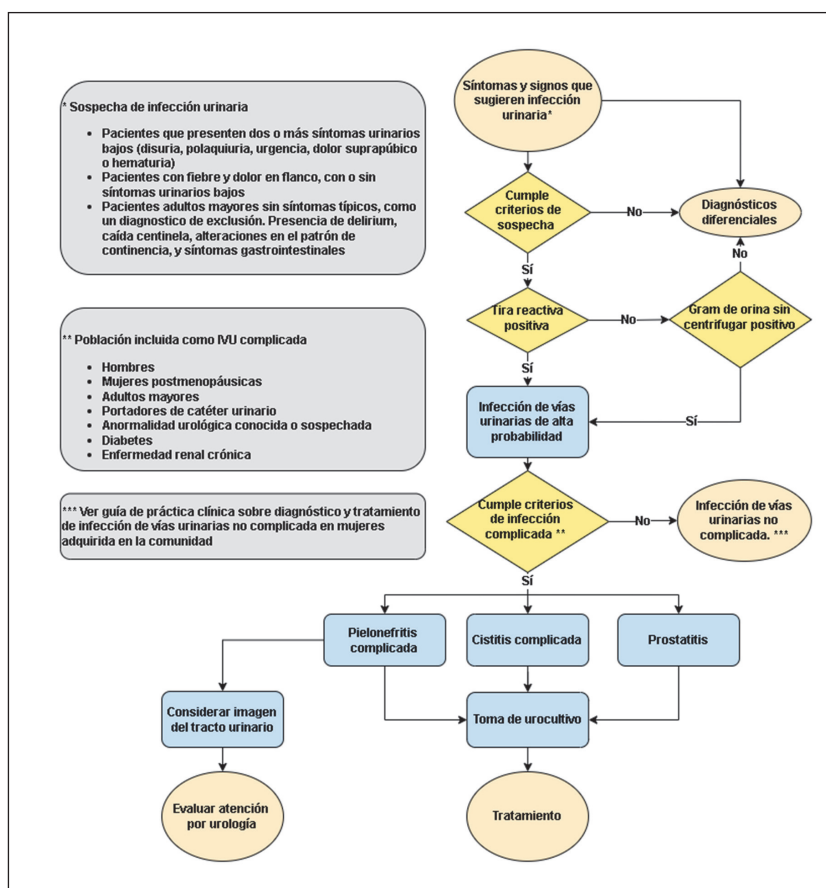 Síntomas y signos que
sugieren infección
urinaria*
* Sospecha de infección urinaria
• Pacientes que presenten dos o más síntomas urinarios
bajos (disuria, polaquiuria, urgencia, dolor suprapúbico
o hematuria)
• Pacientes con fiebre y dolor en flanco, con o sin
síntomas urinarios bajos
• Pacientes adultos mayores sin síntomas típicos, como
un diagnostico de exclusión. Presencia de delirium,
caída centinela, alteraciones en el patrón de
continencia, y síntomas gastrointestinales
Cumple
criterios de
sospecha
No
Diagnósticos
diferenciales
Sí
No
Tira reactiva
positiva
No
Gram de orina sin
centrifugar positivo
** Población incluida como IVU complicada
• Hombres
• Mujeres postmenopáusicas
• Adultos mayores
• Portadores de catéter urinario
• Anormalidad urológica conocida o sospechada
• Diabetes
• Enfermedad renal crónica
Sí
Infección de vías
urinarias de alta
probabilidad
Sí
*** Ver guía de práctica clínica sobre diagnóstico y tratamiento
de infección de vías urinarias no complicada en mujeres
adquirida en la comunidad
Cumple criterios
de infección
complicada **
No
Infección de vías
urinarias no
complicada. ***
Sí
Pielonefritis
complicada
Cistitis complicada
Prostatitis
Considerar imagen
del tracto urinario
Toma de urocultivo
Evaluar atención
por urología
Tratamiento